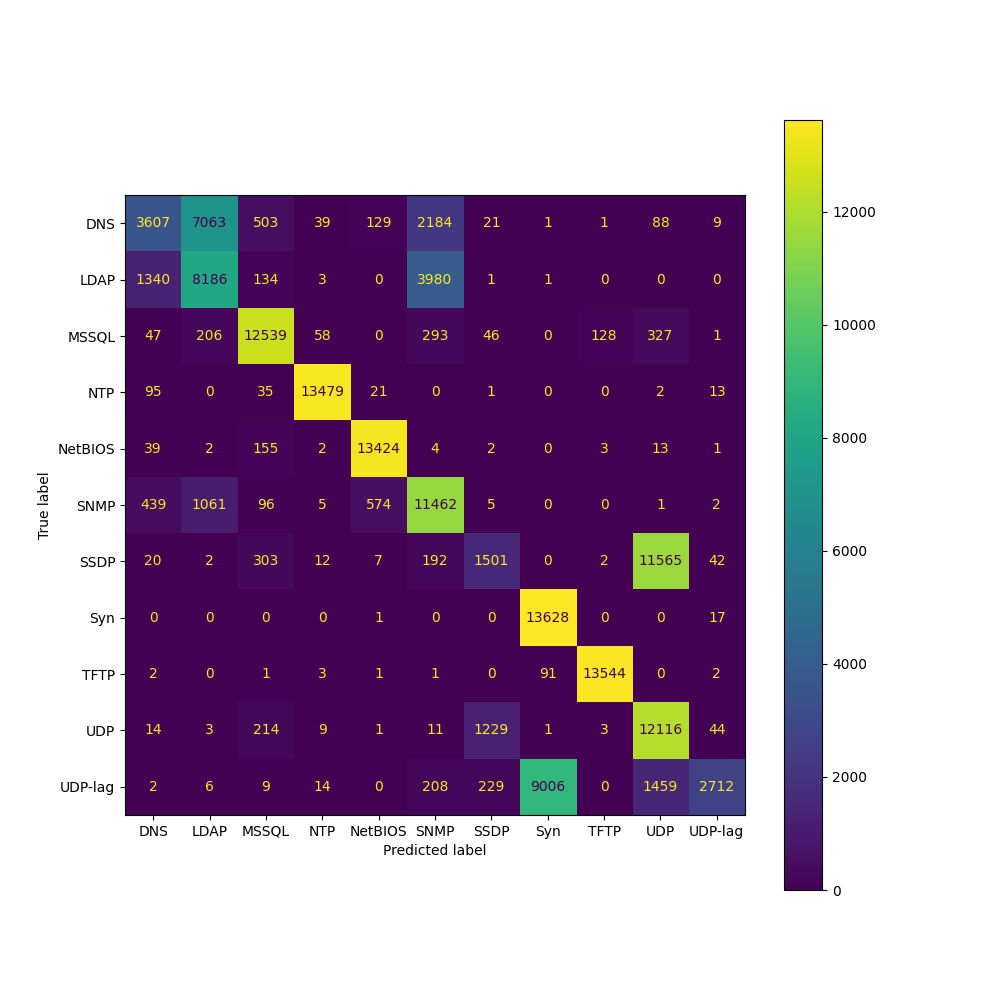 DNS 3607 7063 503 39 129 2184 21 1 1 88 9
LDAP 1340 8186 134 3 0 3980 1 1 0 0 0
MSSQL 47 206 12539 58 0 293 46 0 128 327 1
NTP 95 0 35 13479 21 0 1 0 0 2 13
NetBIOS 39 2 155 2 13424 4 2 0 3 13 1
SNMP 439 1061 96 5 574 11462 5 0 0 1 2
SSDP 20 2 303 12 7 192 1501 0 2 11565 42
Syn 0 0 0 0 1 0 0 13628 0 0 17
TFTP 2 0 1 3 1 1 0 91 13544 0 2
UDP 14 3 214 9 1 11 1229 1 3 12116 44
UDP-lag 2 6 9 14 0 208 229 9006 0 1459 2712
DNS LDAP MSSQL NTP NetBIOS SNMP SSDP Syn TFTP UDP UDP-lag
Predicted label
True label
12000
10000
8000
6000
4000
2000
0